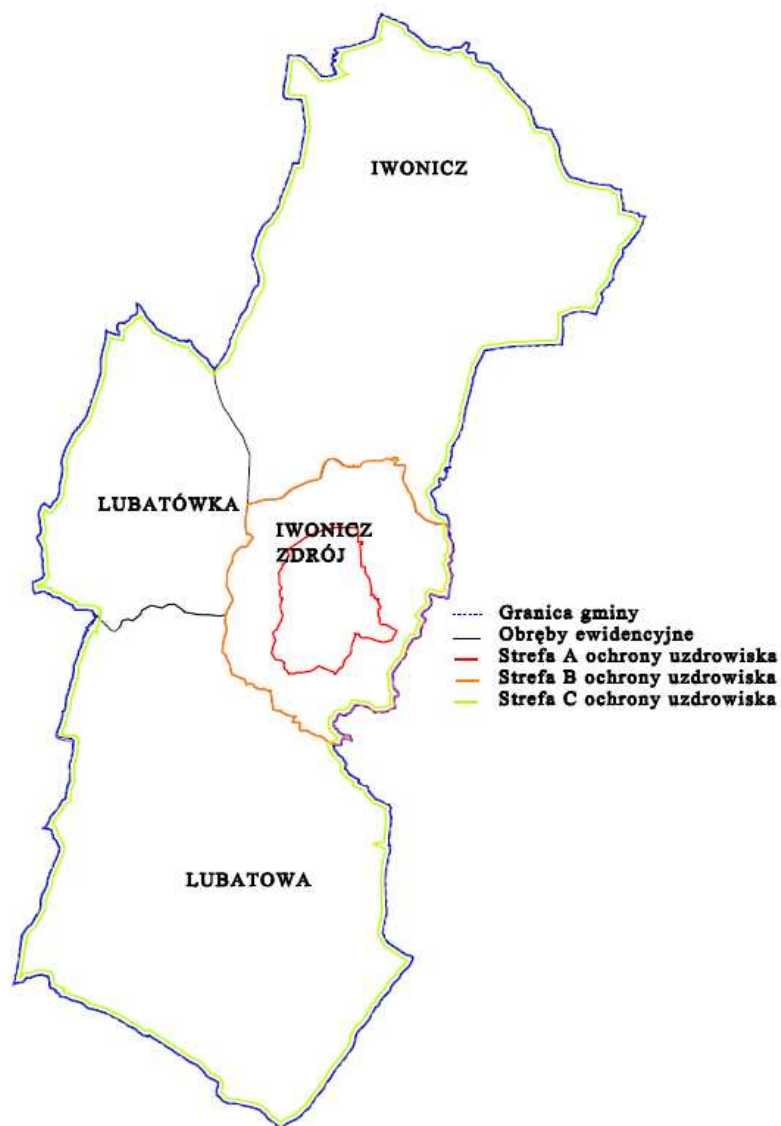 IWONICZ
LUBATÓWKA
IWONICZ
ZDRÓJ
Granica gminy
Obręby ewidencyjne
Strefa A ochrony uzdrowiska
Strefa B ochrony uzdrowiska
Strefa C ochrony uzdrowiska
LUBATOWA